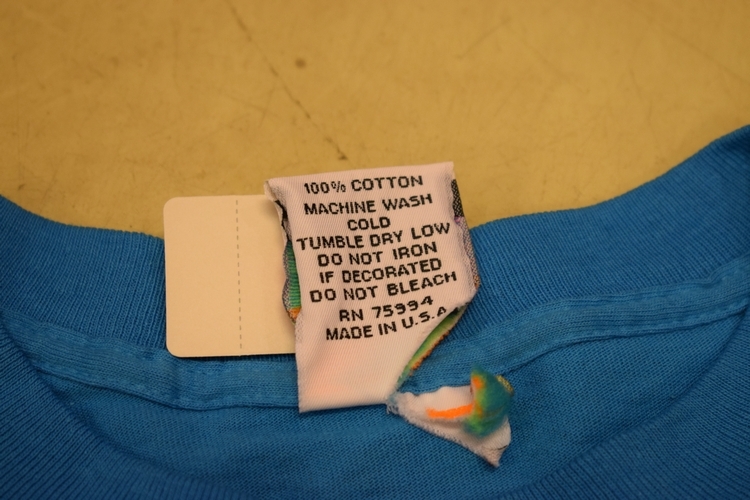 100% COTTON
MACHINE WASH
COLD
TUMBLE DRY LOW
DO NOT IRON
IF DECORATED
DO NOT BLEACH
RN 75994
MADE IN U.S.A